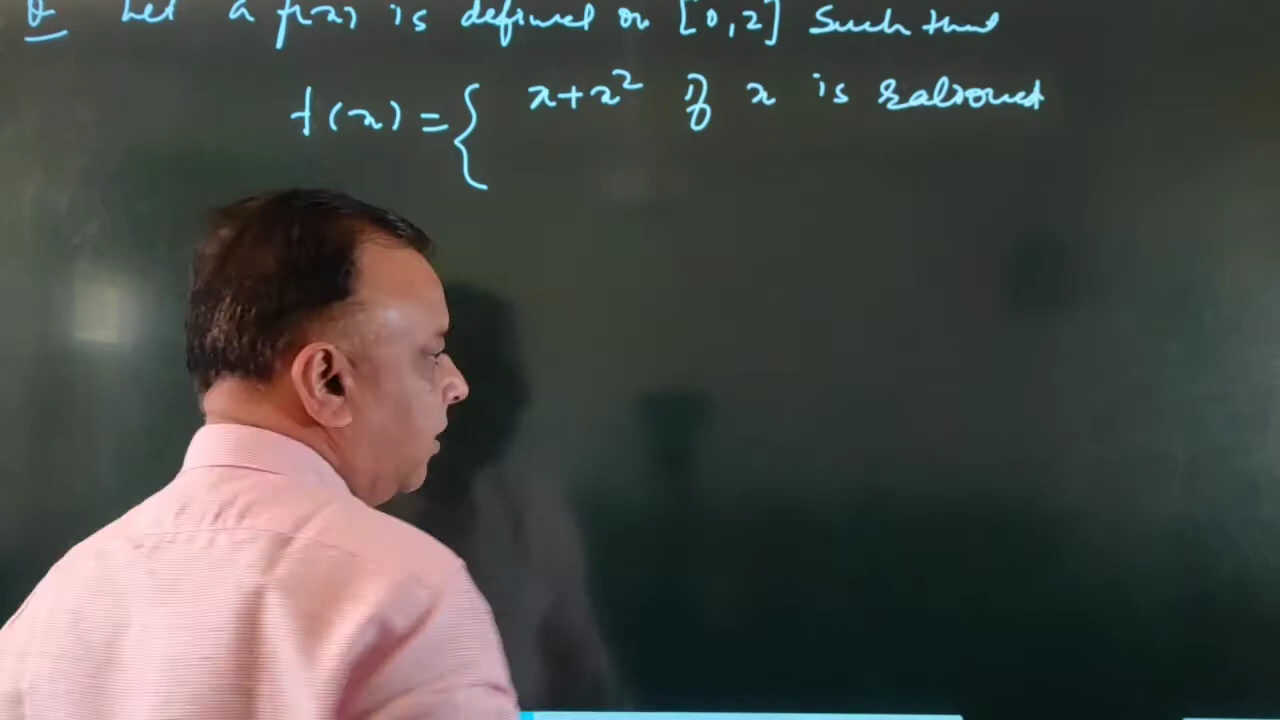 Q Let a f(x) is defined on [0,2] Such that
f(x) = { x+x² if x is rational